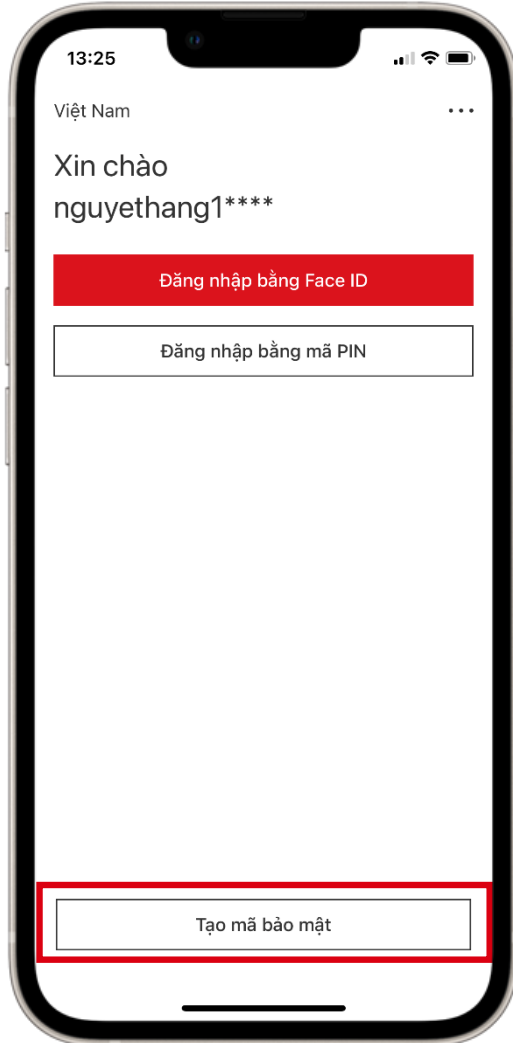 13:25
Việt Nam
Xin chào
nguyethang1****
Đăng nhập bằng Face ID
Đăng nhập bằng mã PIN
Tạo mã bảo mật